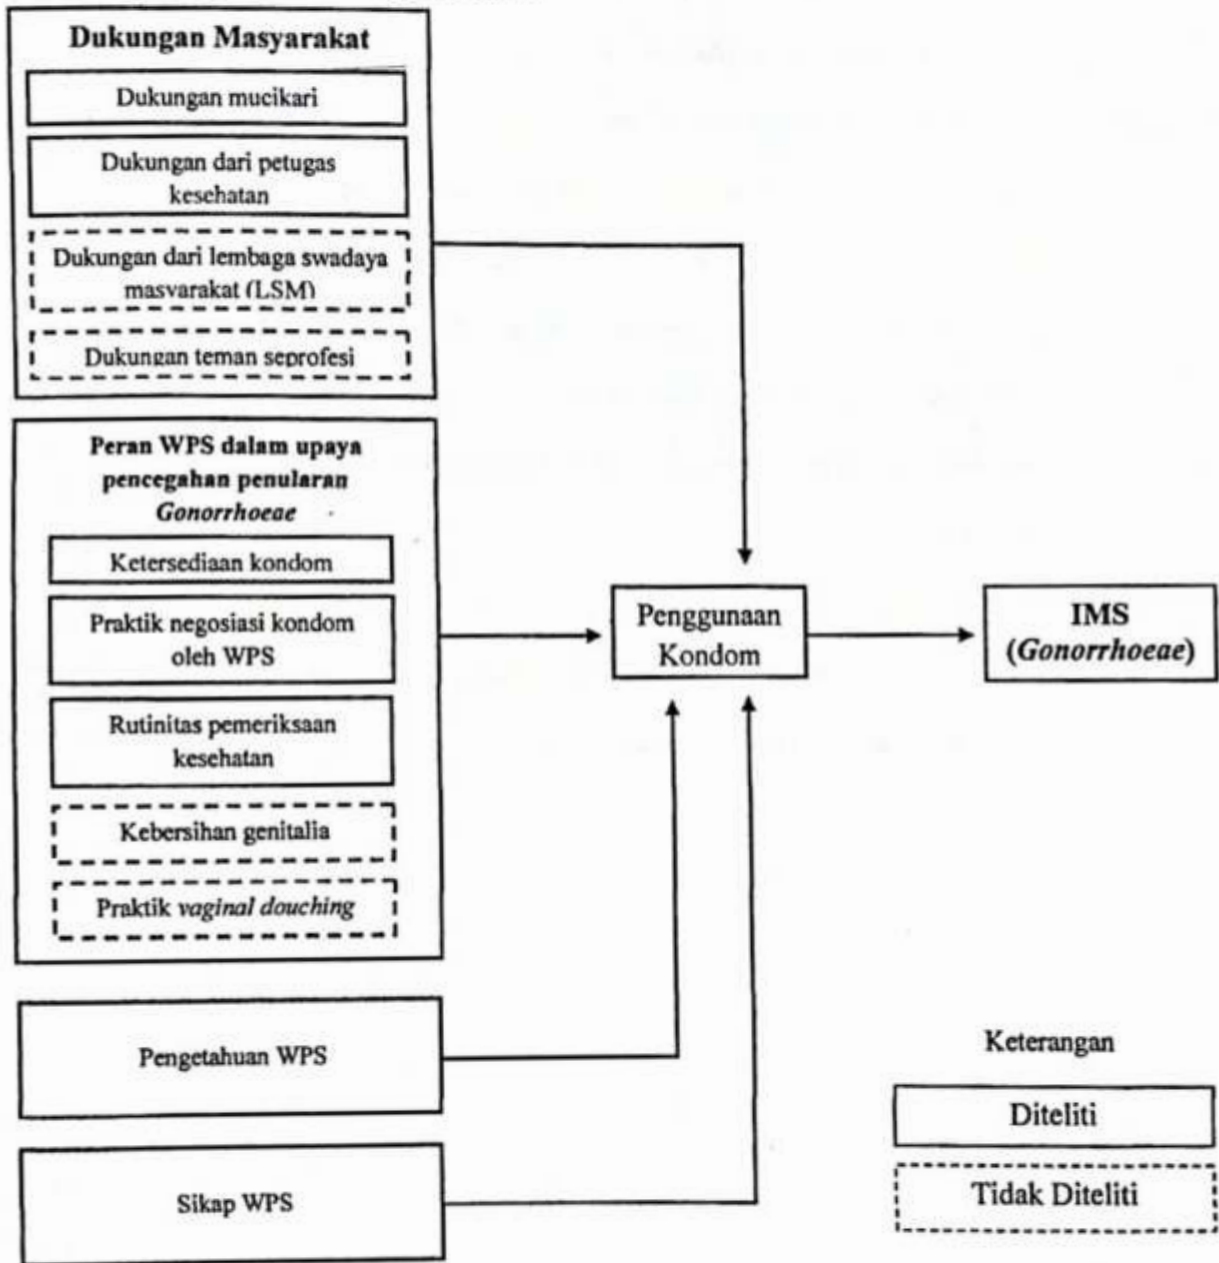 Dukungan Masyarakat
Dukungan mucikari
Dukungan dari petugas
kesehatan
Dukungan dari lembaga swadaya
masyarakat (LSM)
Dukungan teman seprofesi
Peran WPS dalam upaya
pencegahan penularan
Gonorrhoeae
Ketersediaan kondom
Praktik negosiasi kondom
oleh WPS
Rutinitas pemeriksaan
kesehatan
Kebersihan genitalia
Praktik vaginal douching
Pengetahuan WPS
Sikap WPS
Penggunaan
Kondom
IMS
(Gonorrhoeae)
Keterangan
Diteliti
Tidak Diteliti